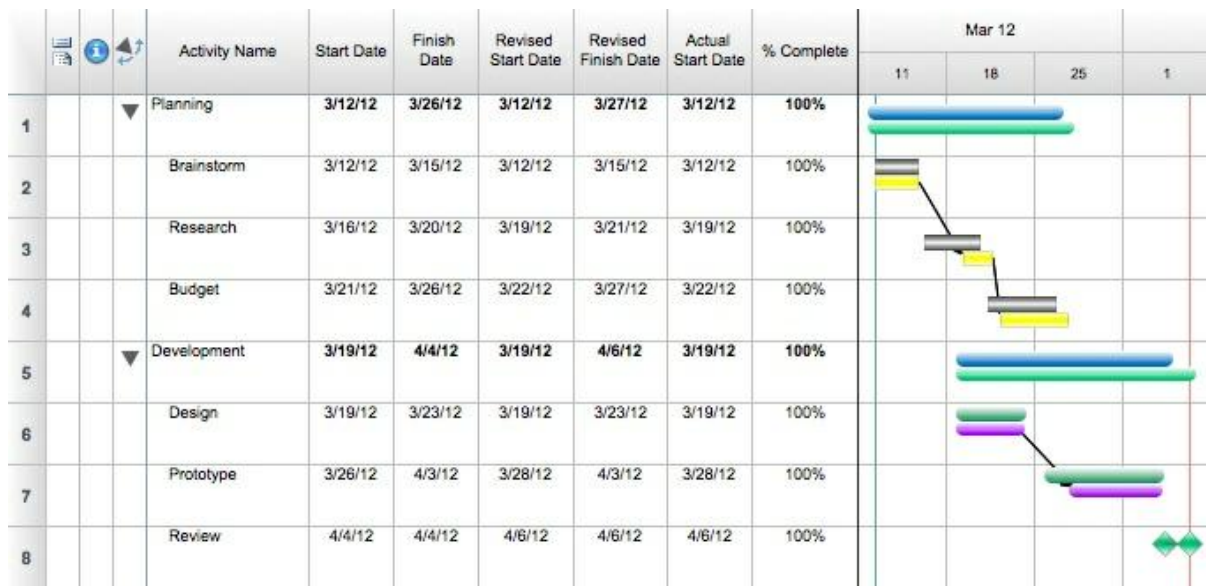 Activity Name Start Date Finish Date Revised Start Date Revised Finish Date Actual Start Date % Complete Mar 12
11 18 25 1
1 Planning 3/12/12 3/26/12 3/12/12 3/27/12 3/12/12 100%
2 Brainstorm 3/12/12 3/15/12 3/12/12 3/15/12 3/12/12 100%
3 Research 3/16/12 3/20/12 3/19/12 3/21/12 3/19/12 100%
4 Budget 3/21/12 3/26/12 3/22/12 3/27/12 3/22/12 100%
5 Development 3/19/12 4/4/12 3/19/12 4/6/12 3/19/12 100%
6 Design 3/19/12 3/23/12 3/19/12 3/23/12 3/19/12 100%
7 Prototype 3/26/12 4/3/12 3/28/12 4/3/12 3/28/12 100%
8 Review 4/4/12 4/4/12 4/6/12 4/6/12 4/6/12 100%